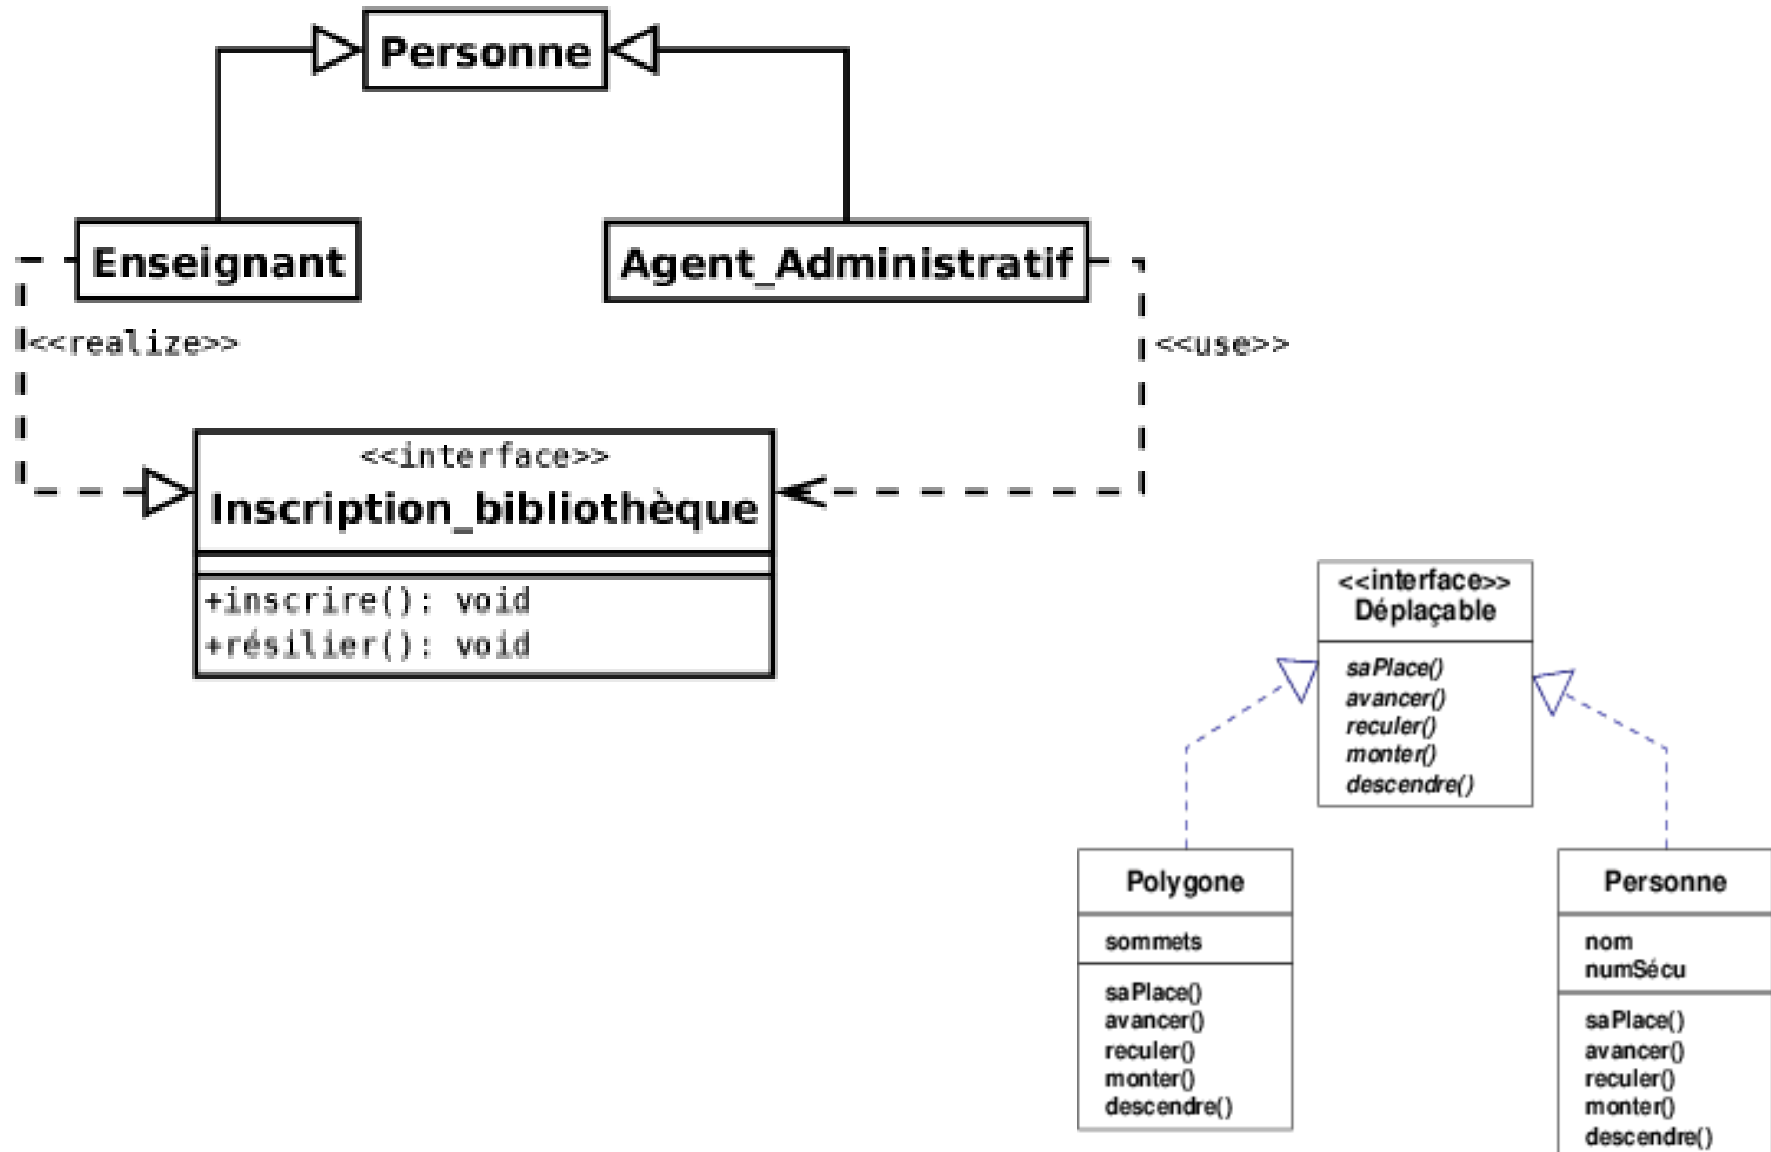 Personne
Enseignant
Agent_Administratif
<<realize>>
<<use>>
<<interface>>
Inscription_bibliothèque
+inscrire(): void
+résilier(): void
<<interface>>
Déplaçable
saPlace()
avancer()
reculer()
monter()
descendre()
Polygone
sommets
saPlace()
avancer()
reculer()
monter()
descendre()
Personne
nom
numSécu
saPlace()
avancer()
reculer()
monter()
descendre()